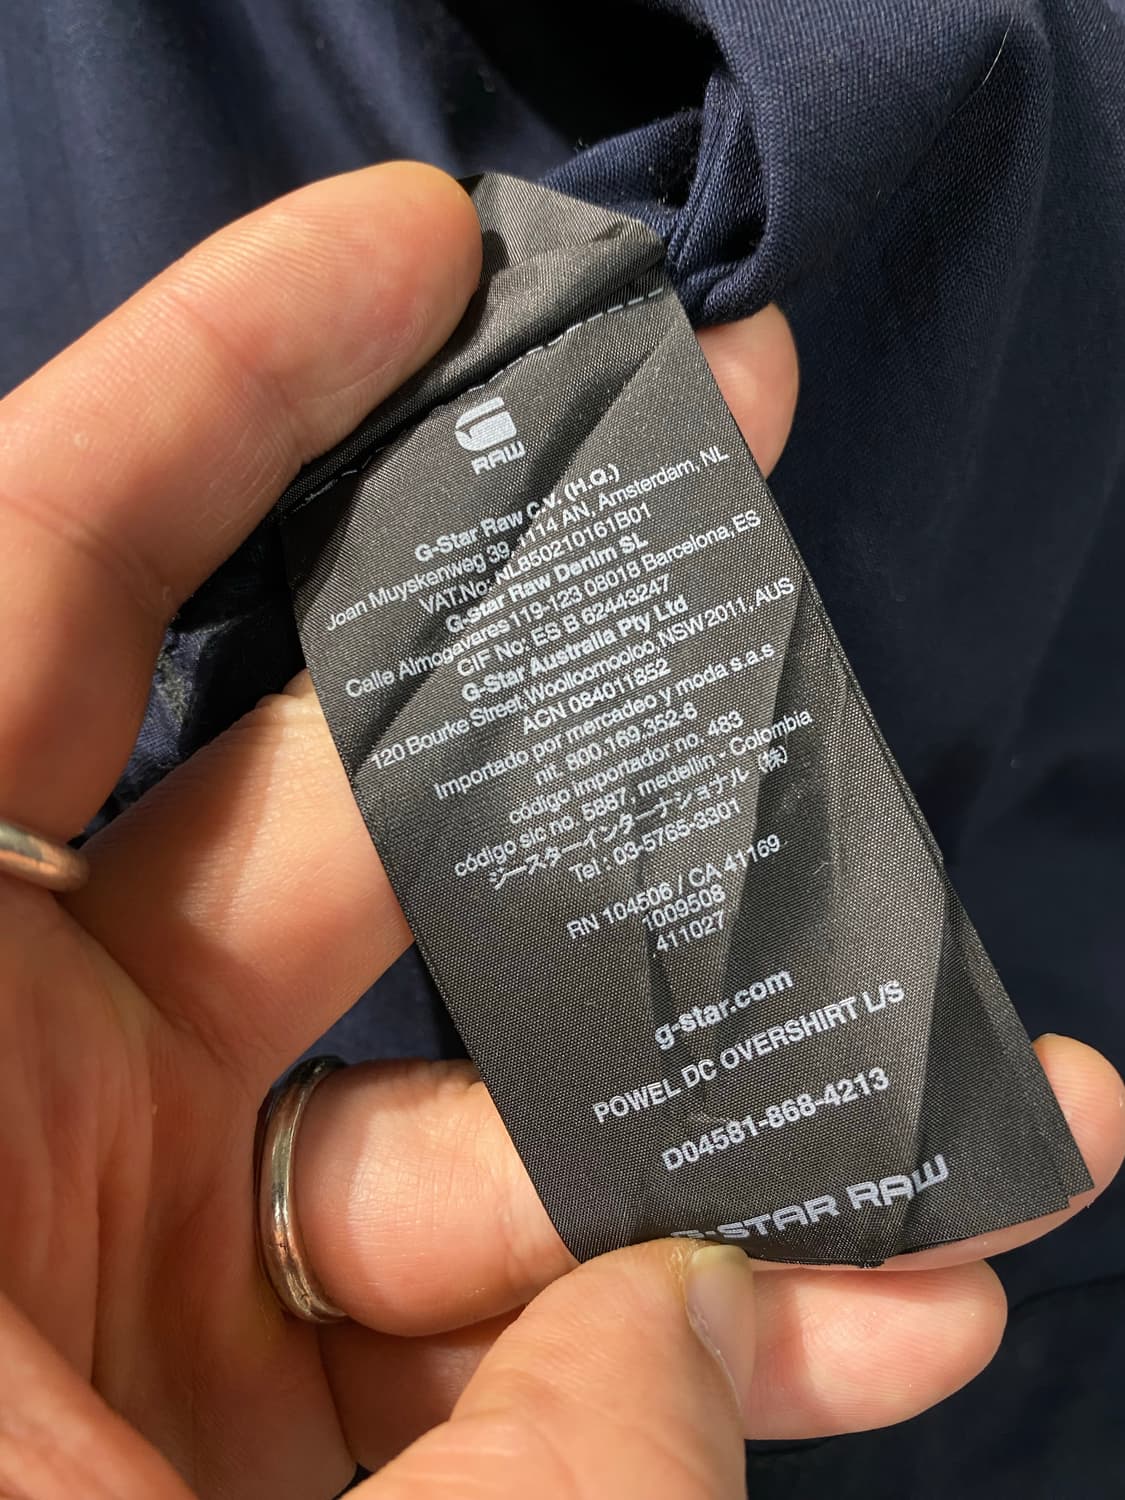 RAW
G-Star Raw C.V. (H.Q.)
Joan Muyskenweg 39, 1114 AN, Amsterdam, NL
VAT.No: NL850210161B01
G-Star Raw Denim SL
Calle Almogavares 119-123 08018 Barcelona, ES
CIF No: ES B 62443247
G-Star Australia Pty Ltd
120 Bourke Street, Woolloomooloo, NSW 2011, AUS
ACN 084011852
Importado por mercadeo y moda s.a.s
nit. 800.169.352-6
código importador no. 483
código sic no. 5887, medellin - Colombia
ジースターインターナショナル (株)
Tel : 03-5765-3301
RN 104506 / CA 41169
1009508
411027
g-star.com
POWEL DC OVERSHIRT L/S
D04581-868-4213
G-STAR RAW